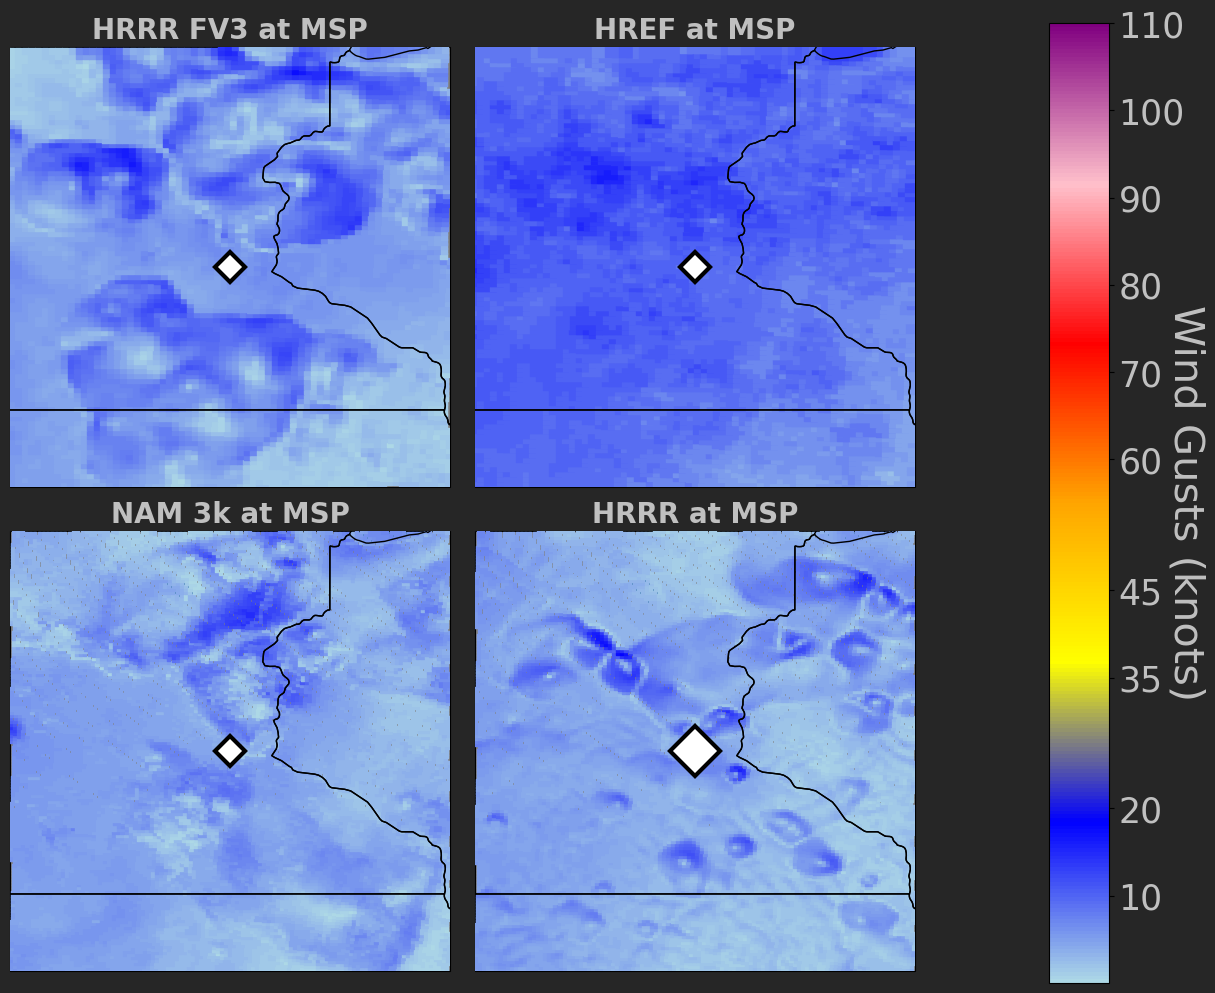 HRRR FV3 at MSP
HREF at MSP
NAM 3k at MSP
HRRR at MSP
110
100
90
80
70
60
45
35
20
10
Wind Gusts (knots)